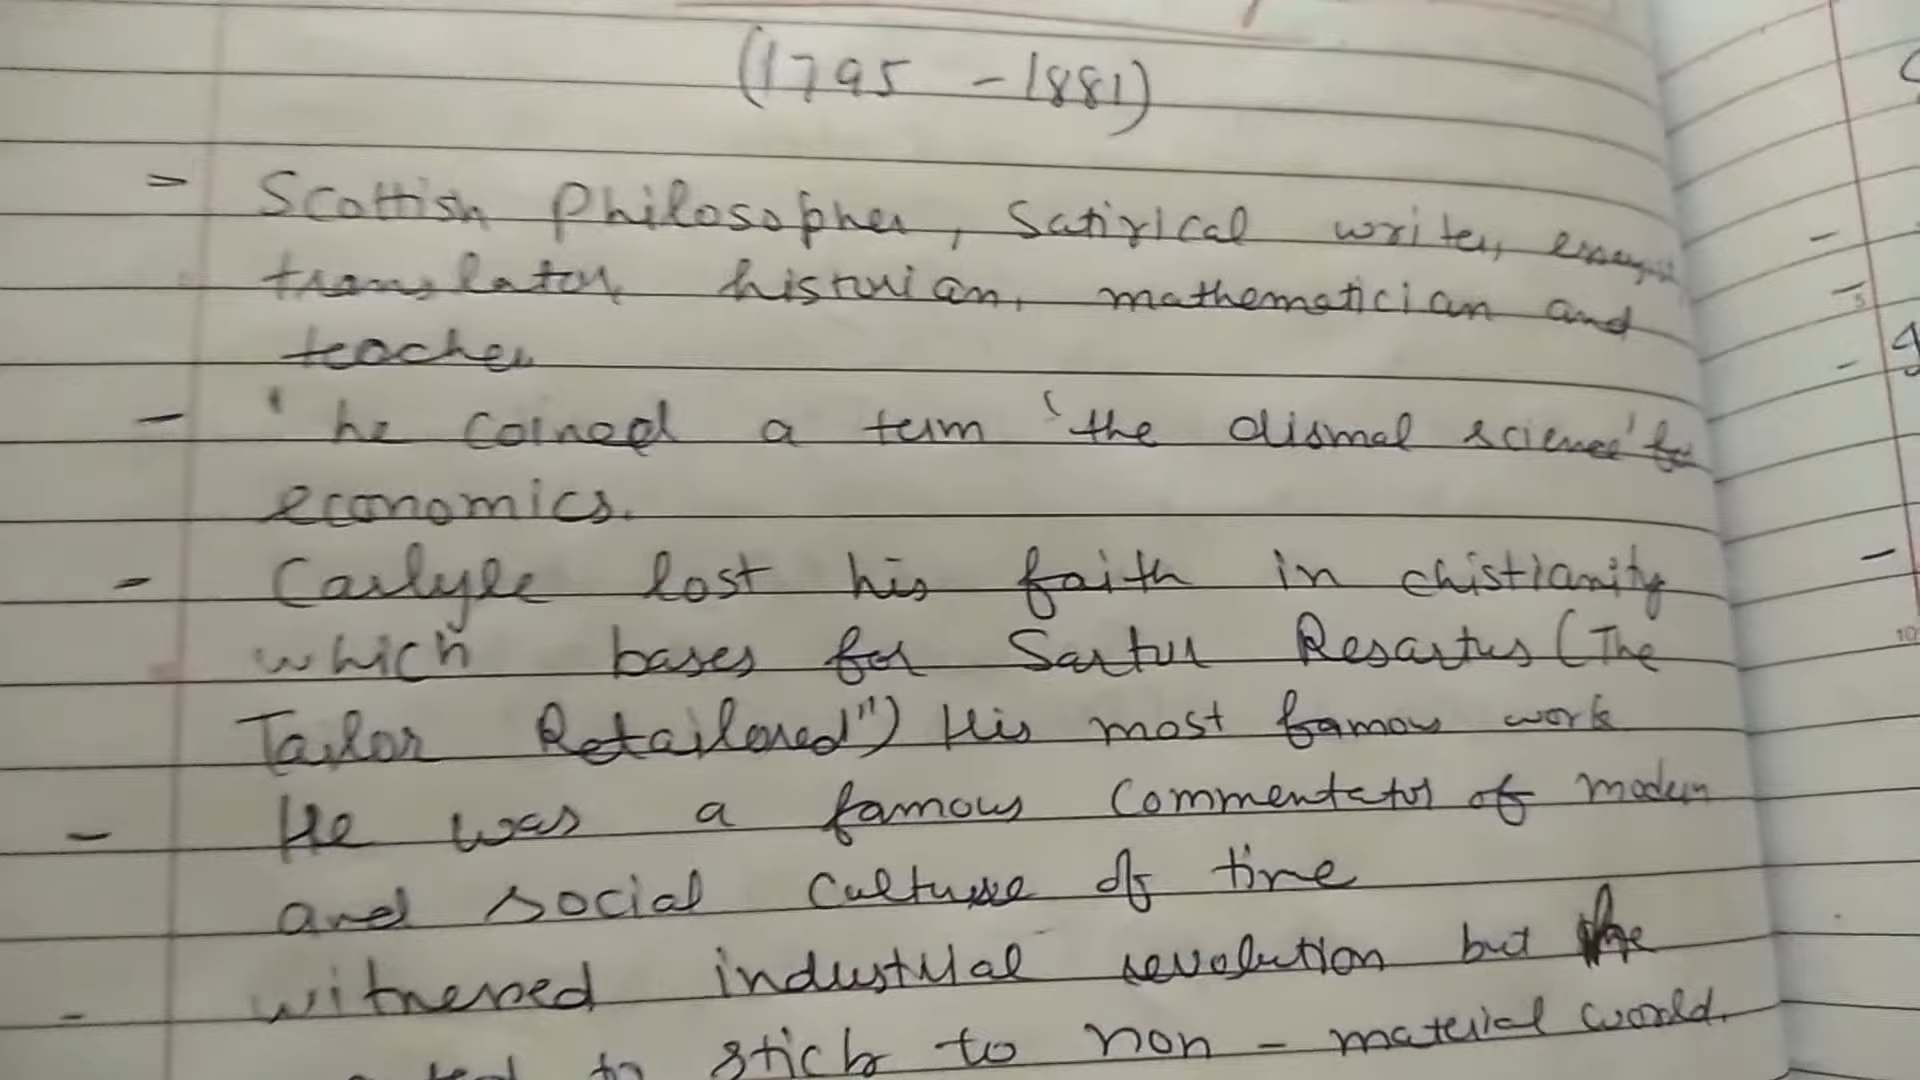 (1795 - 1881)
= Scottish Philosopher, Satirical writer, essayist
translator, historian, mathematician and
teacher
- ' he coined a term 'the dismal science' for
economics.
- Carlyle lost his faith in chistianity
which bases for Sartur Resartus (The
Tailor Retailored") His most famous work
- He was a famous commentator of modern
and social culture of time
- witnessed industrial revolution but he
to stick to non - material world.